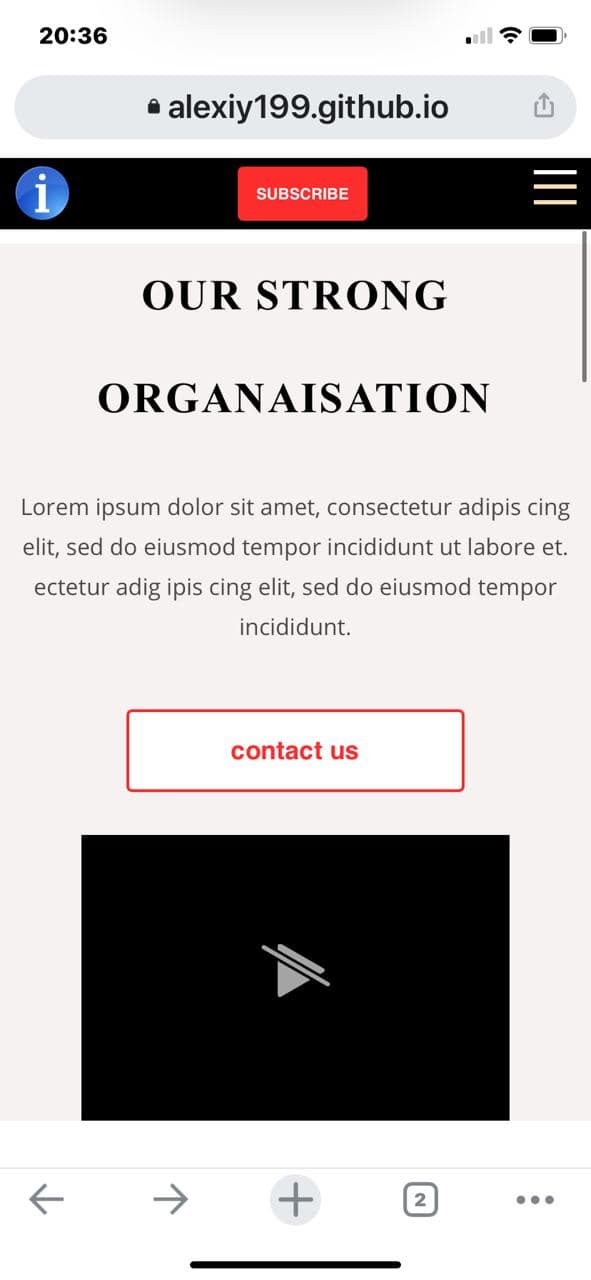 20:36
alexiy199.github.io
i
SUBSCRIBE
OUR STRONG
ORGANAISATION
Lorem ipsum dolor sit amet, consectetur adipis cing
elit, sed do eiusmod tempor incididunt ut labore et.
ectetur adig ipis cing elit, sed do eiusmod tempor
incididunt.
contact us
2